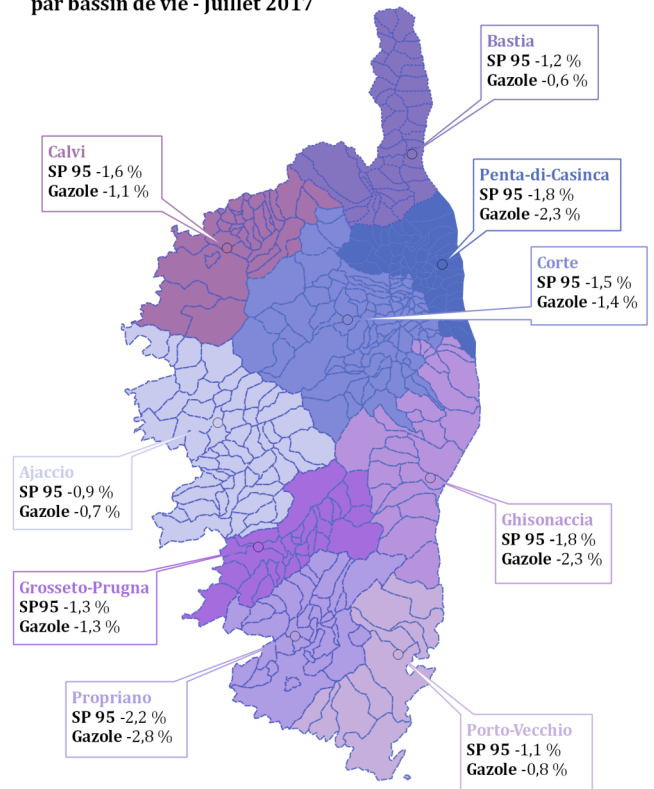 par bassin de vie - Juillet 2017
Bastia
SP 95 -1,2 %
Gazole -0,6 %
Calvi
SP 95 -1,6 %
Gazole -1,1 %
Penta-di-Casinca
SP 95 -1,8 %
Gazole -2,3 %
Corte
SP 95 -1,5 %
Gazole -1,4 %
Ajaccio
SP 95 -0,9 %
Gazole -0,7 %
Ghisonaccia
SP 95 -1,8 %
Gazole -2,3 %
Grosseto-Prugna
SP95 -1,3 %
Gazole -1,3 %
Propriano
SP 95 -2,2 %
Gazole -2,8 %
Porto-Vecchio
SP 95 -1,1 %
Gazole -0,8 %